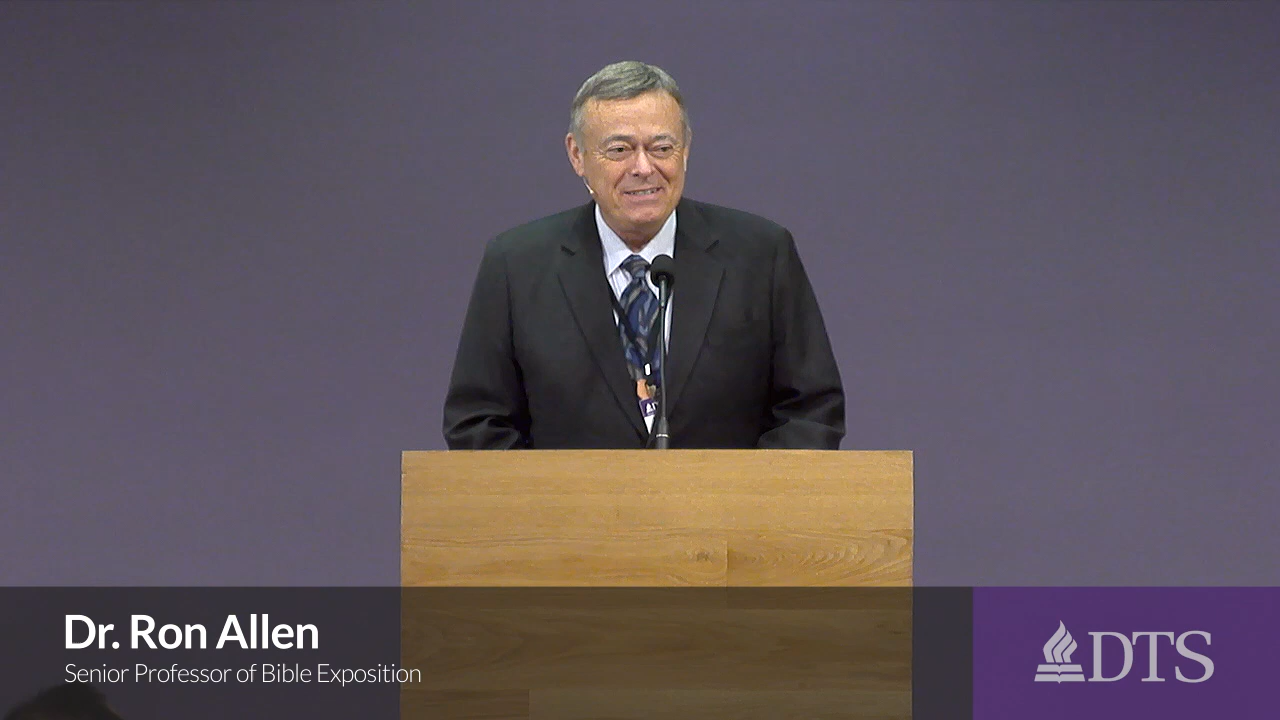 Dr. Ron Allen
Senior Professor of Bible Exposition
DTS